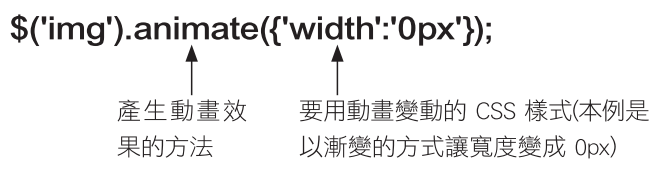 $('img').animate({'width':'0px'});
產生動畫效
果的方法
要用動畫變動的 CSS 樣式(本例是
以漸變的方式讓寬度變成 0px)